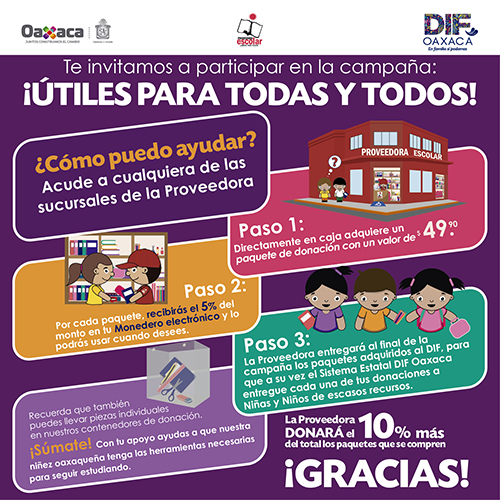 Oaxaca
JUNTOS CONSTRUIMOS EL CAMBIO
escolar
DIF
OAXACA
En familia sí podemos
Te invitamos a participar en la campaña:
¡ÚTILES PARA TODAS Y TODOS!
¿Cómo puedo ayudar?
Acude a cualquiera de las
sucursales de la Proveedora
PROVEEDORA ESCOLAR
?
Paso 1:
Directamente en caja adquiere un
paquete de donación con un valor de $49.90
Paso 2:
Por cada paquete, recibirás el 5% del
monto en tu Monedero electrónico y lo
podrás usar cuando desees.
Paso 3:
La Proveedora entregará al final de la
campaña los paquetes adquiridos al DIF, para
que a su vez el Sistema Estatal DIF Oaxaca
entregue cada una de tus donaciones a
Niñas y Niños de escasos recursos.
Recuerda que también
puedes llevar piezas individuales
en nuestros contenedores de donación.
¡Súmate! Con tu apoyo ayudas a que nuestra
niñez oaxaqueña tenga las herramientas necesarias
para seguir estudiando.
La Proveedora
DONARÁ el 10% más
del total los paquetes que se compren
¡GRACIAS!